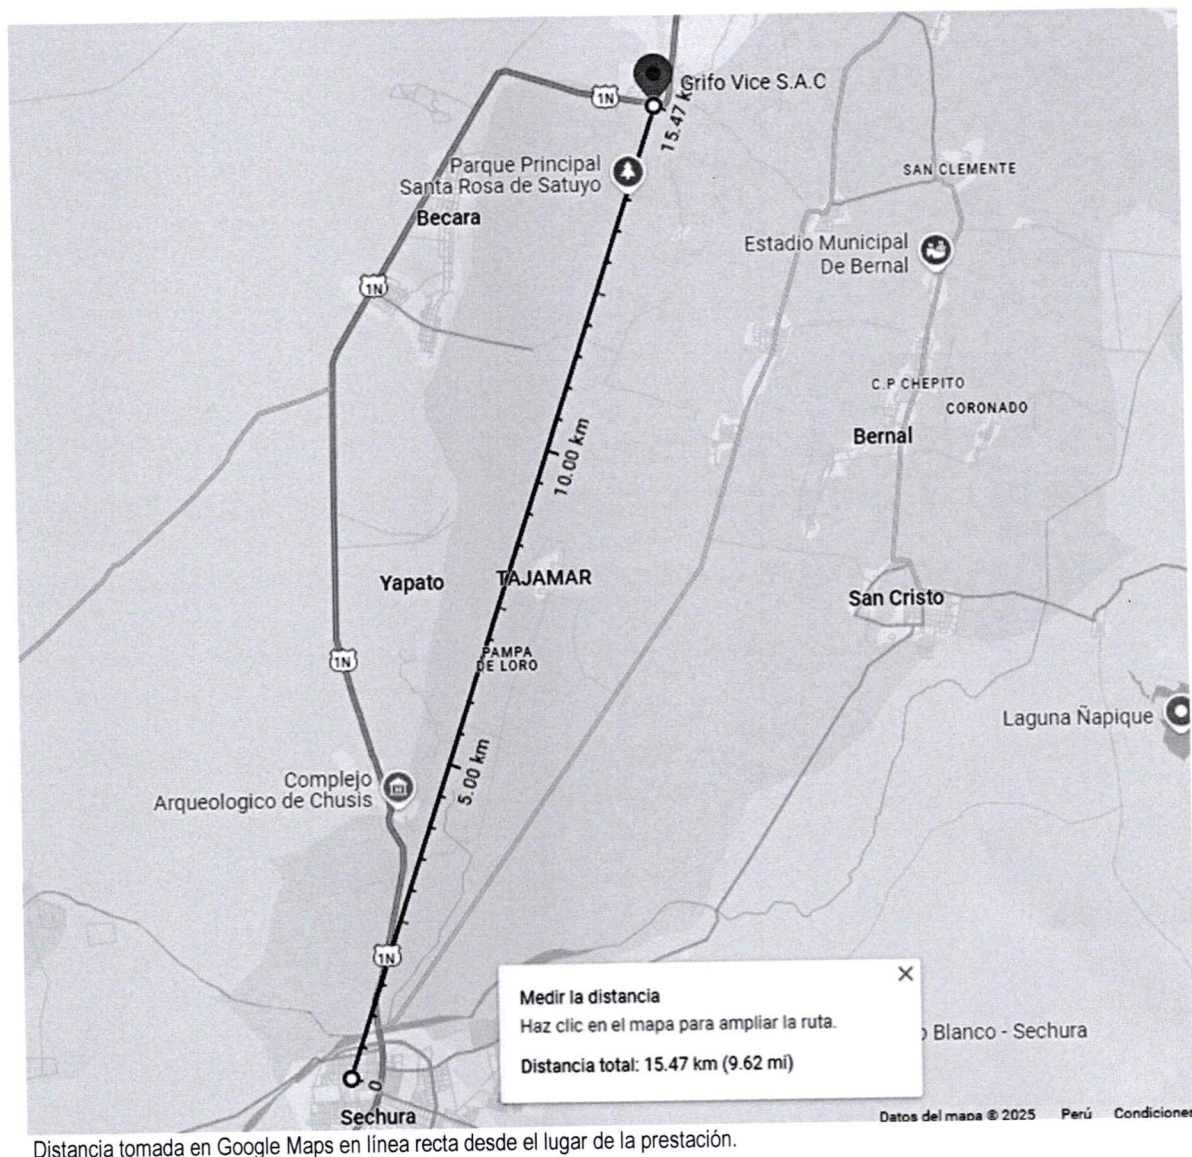 1N
Grifo Vice S.A.C
15.47 km
Parque Principal
Santa Rosa de Satuyo
SAN CLEMENTE
Becara
Estadio Municipal
De Bernal
1N
C.P CHEPITO
CORONADO
Bernal
10.00 km
Yapato
TAJAMAR
San Cristo
1N
PAMPA
DE LORO
Laguna Ñapique
5.00 km
Complejo
Arqueologico de Chusis
1N
Medir la distancia
Haz clic en el mapa para ampliar la ruta.
Distancia total: 15.47 km (9.62 mi)
Blanco - Sechura
0
Sechura
Datos del mapa © 2025 Perú Condiciones
Distancia tomada en Google Maps en línea recta desde el lugar de la prestación.